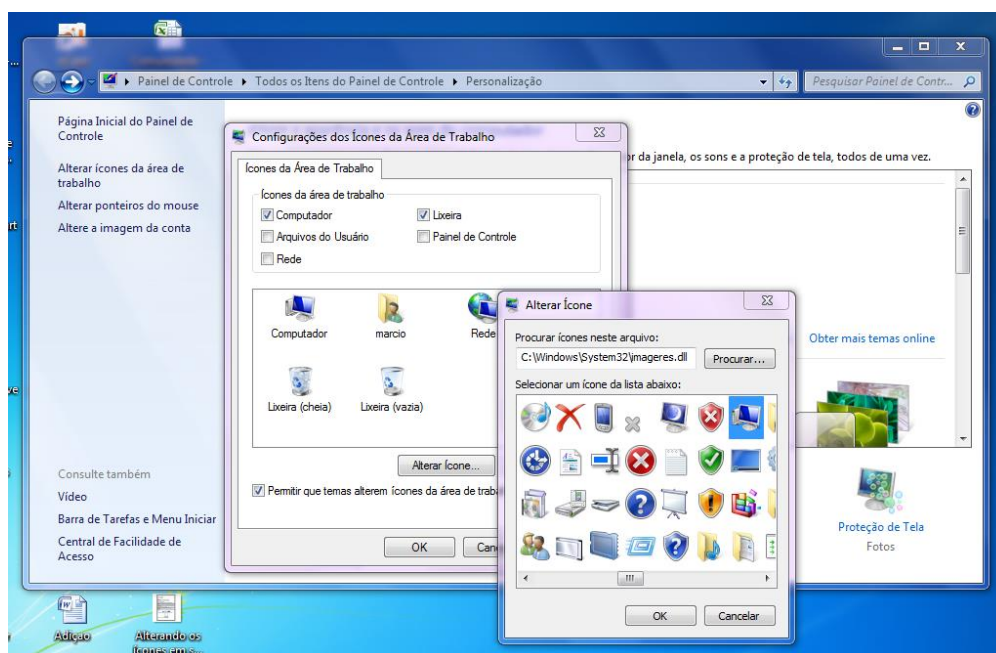 Painel de Controle ▸ Todos os Itens do Painel de Controle ▸ Personalização
Pesquisar Painel de Contr...
Página Inicial do Painel de
Controle
Alterar ícones da área de
trabalho
Alterar ponteiros do mouse
Altere a imagem da conta
Consulte também
Vídeo
Barra de Tarefas e Menu Iniciar
Central de Facilidade de
Acesso
or da janela, os sons e a proteção de tela, todos de uma vez.
Obter mais temas online
Proteção de Tela
Fotos
Configurações dos Ícones da Área de Trabalho
Ícones da Área de Trabalho
Ícones da área de trabalho
Computador
Lixeira
Arquivos do Usuário
Painel de Controle
Rede
Computador
marcio
Rede
Lixeira (cheia)
Lixeira (vazia)
Alterar Ícone...
Permitir que temas alterem ícones da área de traba
OK
Can
Alterar Ícone
Procurar ícones neste arquivo:
C:\Windows\System32\imageres.dll
Procurar...
Selecionar um ícone da lista abaixo:
OK
Cancelar
Adição
Alterando os
Ícones em s...